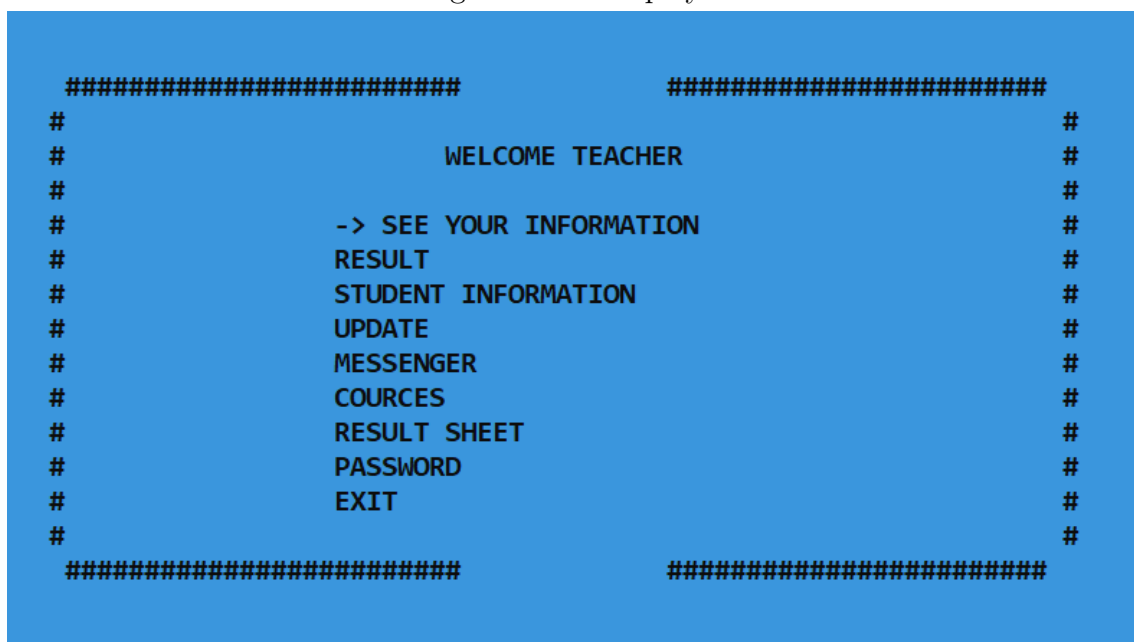 ######################### ########################
# #
# WELCOME TEACHER #
# #
# -> SEE YOUR INFORMATION #
# RESULT #
# STUDENT INFORMATION #
# UPDATE #
# MESSENGER #
# COURCES #
# RESULT SHEET #
# PASSWORD #
# EXIT #
# #
######################### ########################